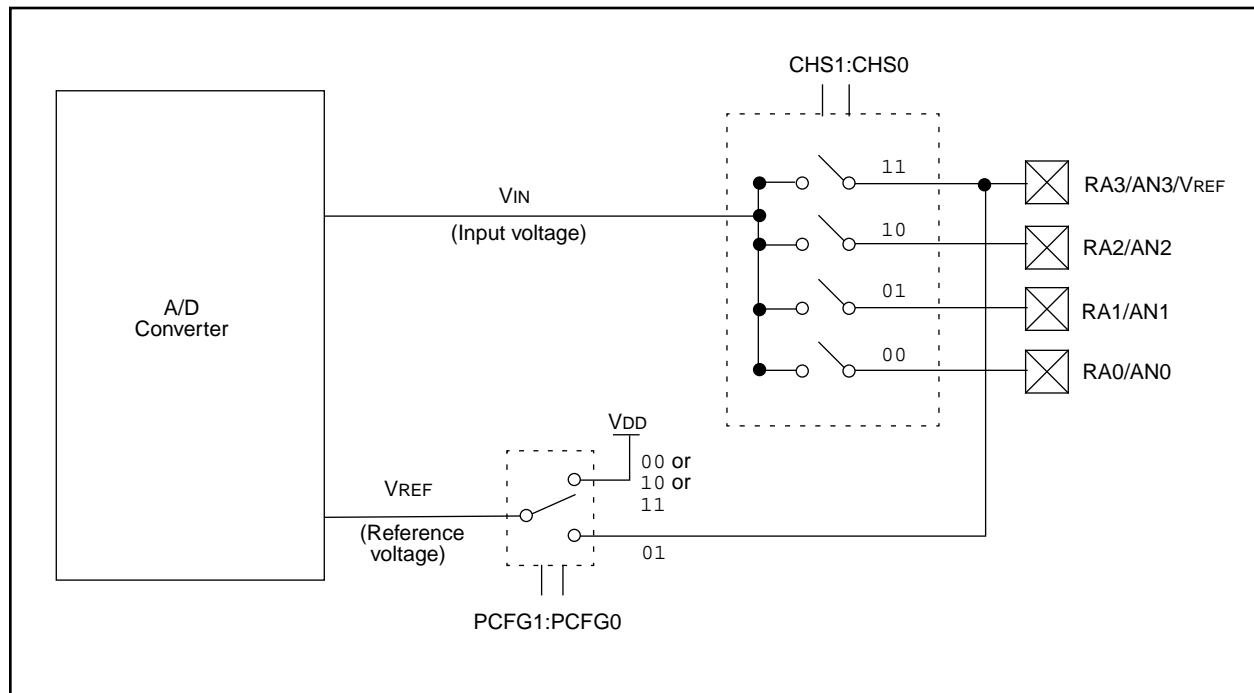 CHS1:CHS0
11
RA3/AN3/VREF
VIN
(Input voltage)
10
RA2/AN2
A/D
Converter
01
RA1/AN1
00
RA0/AN0
VDD
00 or
10 or
11
VREF
(Reference
voltage)
01
PCFG1:PCFG0